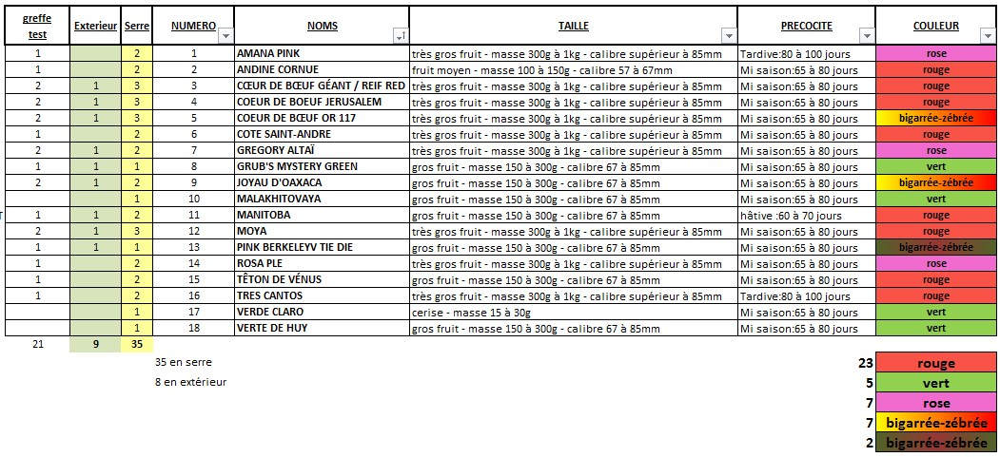 greffe test Exterieur Serre NUMERO NOMS TAILLE PRECOCITE COULEUR
1 2 1 AMANA PINK très gros fruit - masse 300g à 1kg - calibre supérieur à 85mm Tardive:80 à 100 jours rose
1 2 2 ANDINE CORNUE fruit moyen - masse 100 à 150g - calibre 57 à 67mm Mi saison:65 à 80 jours rouge
2 1 3 3 CŒUR DE BŒUF GÉANT / REIF RED très gros fruit - masse 300g à 1kg - calibre supérieur à 85mm Mi saison:65 à 80 jours rouge
2 1 3 4 COEUR DE BOEUF JERUSALEM très gros fruit - masse 300g à 1kg - calibre supérieur à 85mm Mi saison:65 à 80 jours rouge
2 1 3 5 COEUR DE BŒUF OR 117 très gros fruit - masse 300g à 1kg - calibre supérieur à 85mm Mi saison:65 à 80 jours bigarrée-zébrée
1 2 6 COTE SAINT-ANDRE très gros fruit - masse 300g à 1kg - calibre supérieur à 85mm Mi saison:65 à 80 jours rouge
2 1 2 7 GREGORY ALTAÏ très gros fruit - masse 300g à 1kg - calibre supérieur à 85mm Mi saison:65 à 80 jours rose
1 1 1 8 GRUB'S MYSTERY GREEN gros fruit - masse 150 à 300g - calibre 67 à 85mm Mi saison:65 à 80 jours vert
2 1 2 9 JOYAU D'OAXACA gros fruit - masse 150 à 300g - calibre 67 à 85mm Mi saison:65 à 80 jours bigarrée-zébrée
1 10 MALAKHITOVAYA gros fruit - masse 150 à 300g - calibre 67 à 85mm Mi saison:65 à 80 jours vert
1 1 2 11 MANITOBA gros fruit - masse 150 à 300g - calibre 67 à 85mm hâtive :60 à 70 jours rouge
2 1 3 12 MOYA très gros fruit - masse 300g à 1kg - calibre supérieur à 85mm Mi saison:65 à 80 jours rouge
1 1 1 13 PINK BERKELEYV TIE DIE gros fruit - masse 150 à 300g - calibre 67 à 85mm Mi saison:65 à 80 jours bigarrée-zébrée
1 2 14 ROSA PLE très gros fruit - masse 300g à 1kg - calibre supérieur à 85mm Mi saison:65 à 80 jours rose
1 2 15 TÊTON DE VÉNUS gros fruit - masse 150 à 300g - calibre 67 à 85mm Mi saison:65 à 80 jours rouge
1 2 16 TRES CANTOS très gros fruit - masse 300g à 1kg - calibre supérieur à 85mm Tardive:80 à 100 jours rouge
1 17 VERDE CLARO cerise - masse 15 à 30g Mi saison:65 à 80 jours vert
1 18 VERTE DE HUY gros fruit - masse 150 à 300g - calibre 67 à 85mm Mi saison:65 à 80 jours vert
21 9 35
35 en serre
8 en extérieur
23 rouge
5 vert
7 rose
7 bigarrée-zébrée
2 bigarrée-zébrée